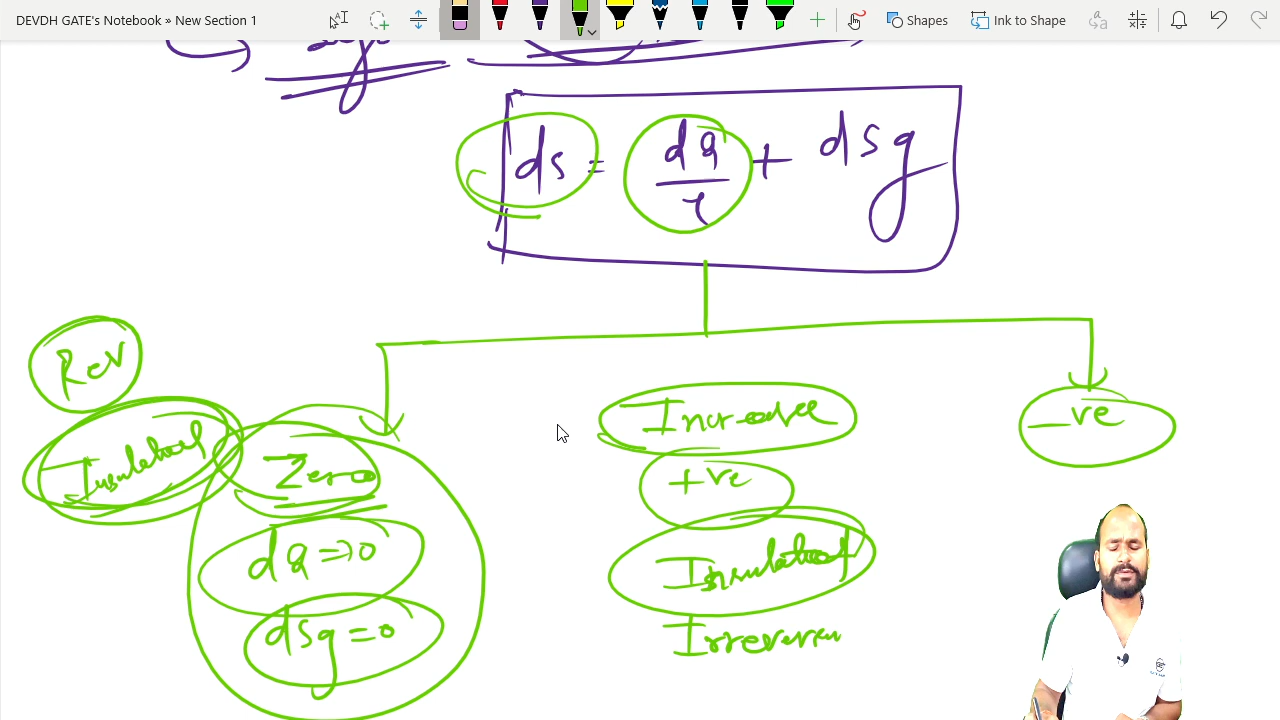 DEVDH GATE's Notebook » New Section 1
Shapes
Ink to Shape
ds = dQ/T + dsg
Rev
Insulated
Zero
dQ ⇒ 0
dsg = 0
Increase
+ve
Insulated
-ve